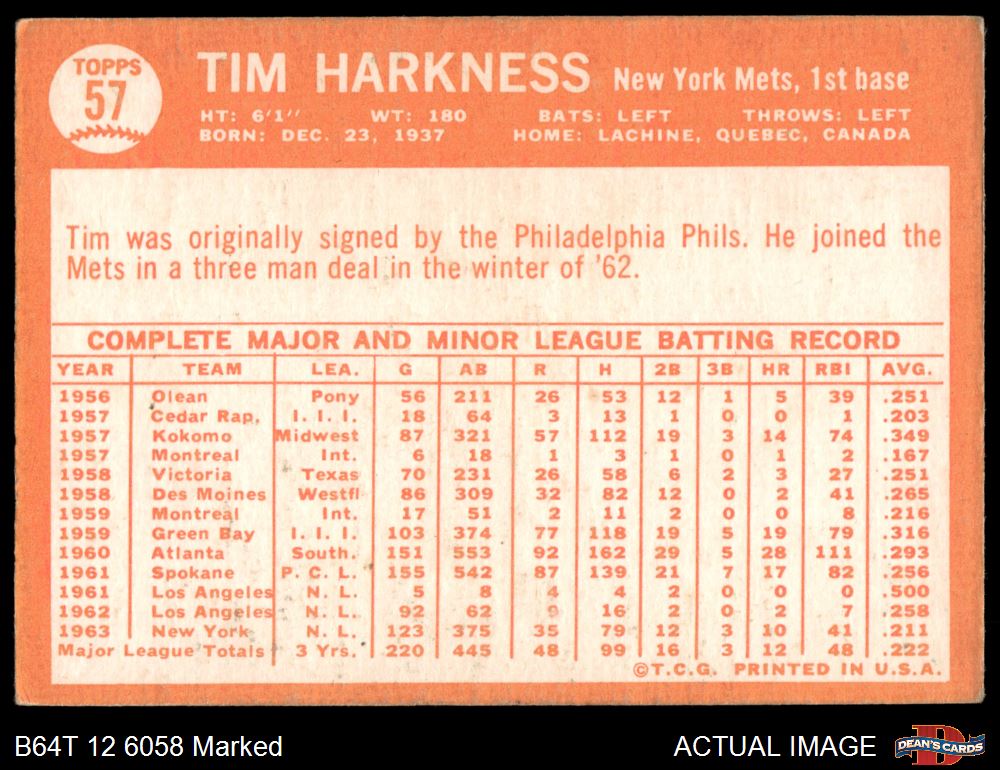 TOPPS
57
TIM HARKNESS New York Mets, 1st base
HT: 6'1" WT: 180 BATS: LEFT THROWS: LEFT
BORN: DEC. 23, 1937 HOME: LACHINE, QUEBEC, CANADA
Tim was originally signed by the Philadelphia Phils. He joined the
Mets in a three man deal in the winter of '62.
COMPLETE MAJOR AND MINOR LEAGUE BATTING RECORD
YEAR TEAM LEA. G AB R H 2B 3B HR RBI AVG.
1956 Olean Pony 56 211 26 53 12 1 5 39 .251
1957 Cedar Rap, I. I. I. 18 64 3 13 1 0 0 1 .203
1957 Kokomo Midwest 87 321 57 112 19 3 14 74 .349
1957 Montreal Int. 6 18 1 3 1 0 1 2 .167
1958 Victoria Texas 70 231 26 58 6 2 3 27 .251
1958 Des Moines Westn 86 309 32 82 12 0 2 41 .265
1959 Montreal Int. 17 51 2 11 2 0 0 8 .216
1959 Green Bay I. I. I. 103 374 77 118 19 5 19 79 .316
1960 Atlanta South. 151 553 92 162 29 5 28 111 .293
1961 Spokane P. C. L. 155 542 87 139 21 7 17 82 .256
1961 Los Angeles N. L. 5 8 4 4 2 0 0 0 .500
1962 Los Angeles N. L. 92 62 9 16 2 0 2 7 .258
1963 New York N. L. 123 375 35 79 12 3 10 41 .211
Major League Totals 3 Yrs. 220 445 48 99 16 3 12 48 .222
©T.C.G. PRINTED IN U.S.A.
B64T 12 6058 Marked ACTUAL IMAGE DEAN'S CARDS